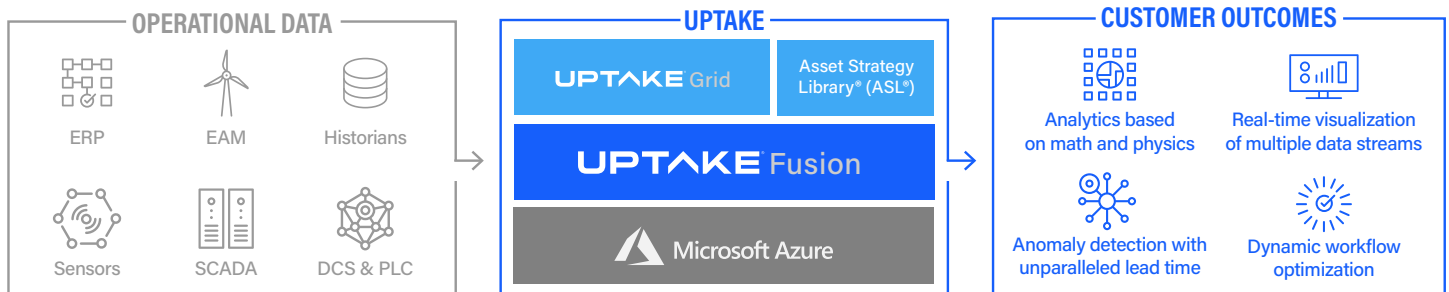 OPERATIONAL DATA
ERP
EAM
Historians
Sensors
SCADA
DCS & PLC
UPTAKE
UPTAKE Grid
Asset Strategy
Library® (ASL®)
UPTAKE Fusion
Microsoft Azure
CUSTOMER OUTCOMES
Analytics based
on math and physics
Real-time visualization
of multiple data streams
Anomaly detection with
unparalleled lead time
Dynamic workflow
optimization